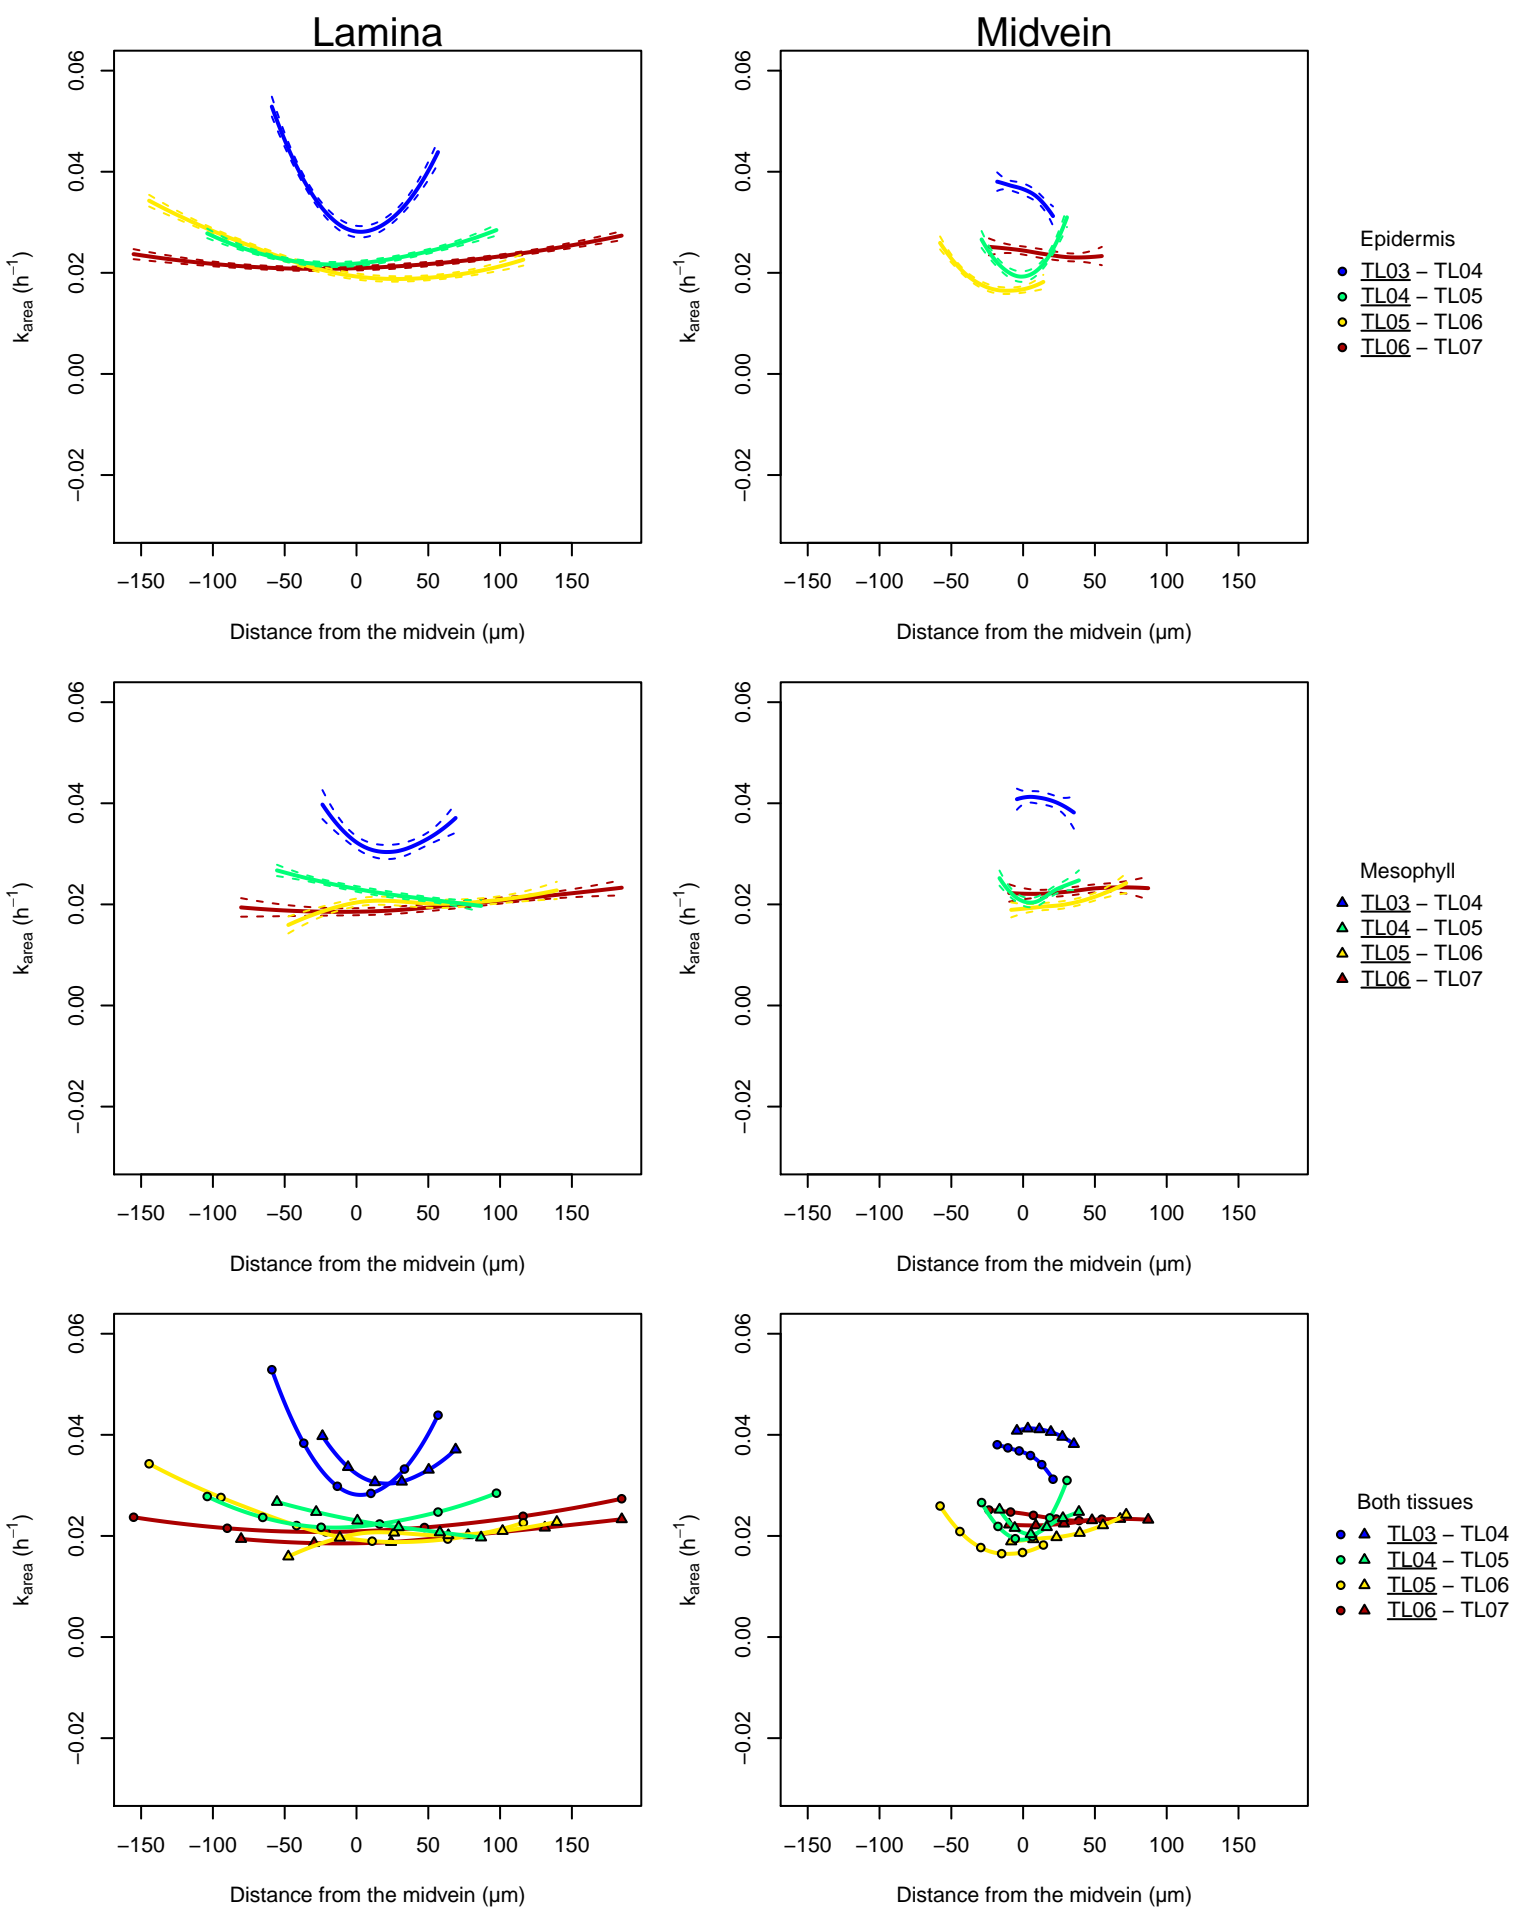 Lamina
Midvein
0.06
0.04
0.02
0.00
−0.02
k_area (h⁻¹)
−150 −100 −50 0 50 100 150
Distance from the midvein (µm)
0.06
0.04
0.02
0.00
−0.02
k_area (h⁻¹)
−150 −100 −50 0 50 100 150
Distance from the midvein (µm)
Epidermis
TL03 − TL04
TL04 − TL05
TL05 − TL06
TL06 − TL07
0.06
0.04
0.02
0.00
−0.02
k_area (h⁻¹)
−150 −100 −50 0 50 100 150
Distance from the midvein (µm)
0.06
0.04
0.02
0.00
−0.02
k_area (h⁻¹)
−150 −100 −50 0 50 100 150
Distance from the midvein (µm)
Mesophyll
TL03 − TL04
TL04 − TL05
TL05 − TL06
TL06 − TL07
0.06
0.04
0.02
0.00
−0.02
k_area (h⁻¹)
−150 −100 −50 0 50 100 150
Distance from the midvein (µm)
0.06
0.04
0.02
0.00
−0.02
k_area (h⁻¹)
−150 −100 −50 0 50 100 150
Distance from the midvein (µm)
Both tissues
TL03 − TL04
TL04 − TL05
TL05 − TL06
TL06 − TL07